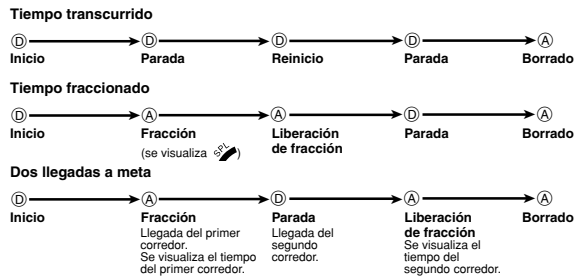 Tiempo transcurrido
D D D D A
Inicio Parada Reinicio Parada Borrado
Tiempo fraccionado
D A A D A
Inicio Fracción Liberación Parada Borrado
de fracción
(se visualiza SPL)
Dos llegadas a meta
D A D A A
Inicio Fracción Parada Liberación Borrado
Llegada del primer Llegada del de fracción
corredor. segundo Se visualiza el
Se visualiza el tiempo corredor. tiempo del
del primer corredor. segundo corredor.